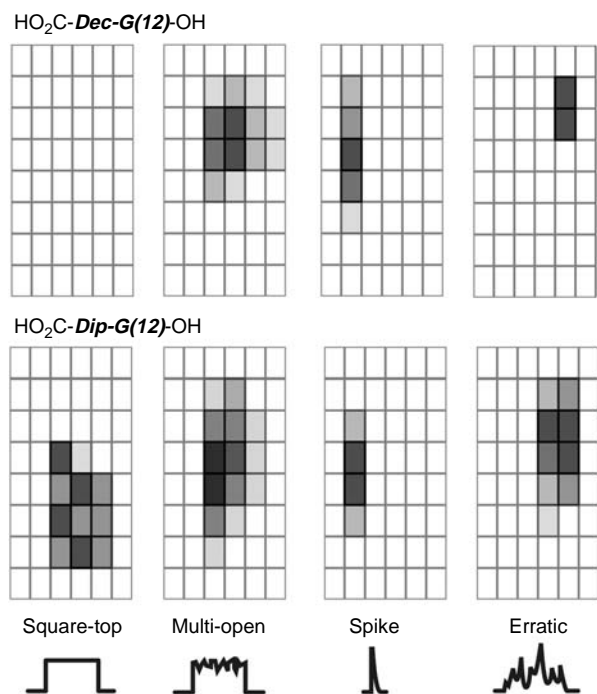 HO₂C-Dec-G(12)-OH
HO₂C-Dip-G(12)-OH
Square-top Multi-open Spike Erratic